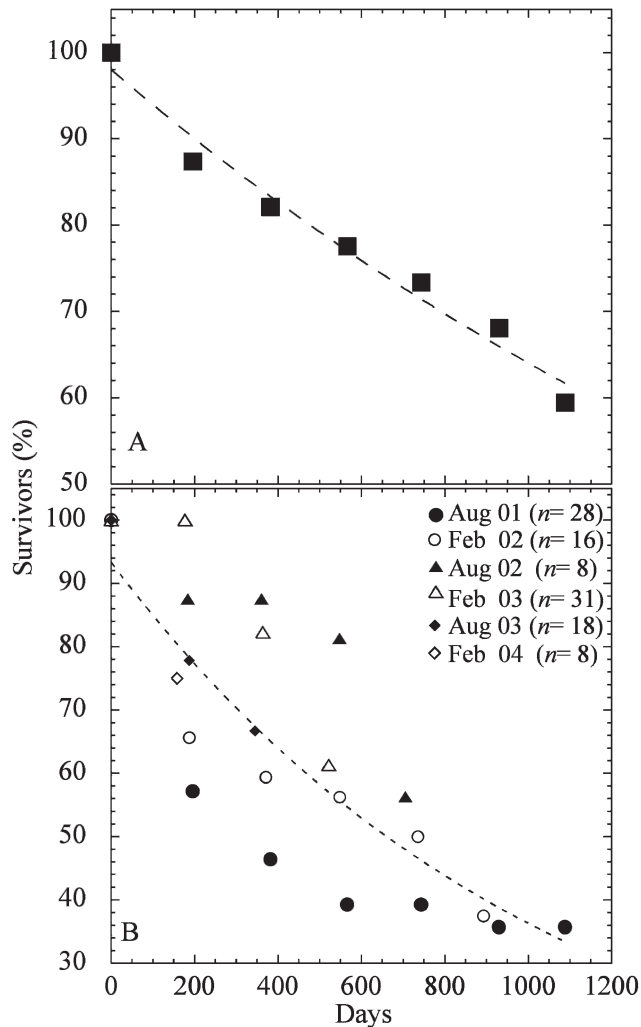 100
90
80
70
60
50
A
Survivors (%)
100
90
80
70
60
50
40
30
B
Aug 01 (n= 28)
Feb 02 (n= 16)
Aug 02 (n= 8)
Feb 03 (n= 31)
Aug 03 (n= 18)
Feb 04 (n= 8)
0 200 400 600 800 1000 1200
Days